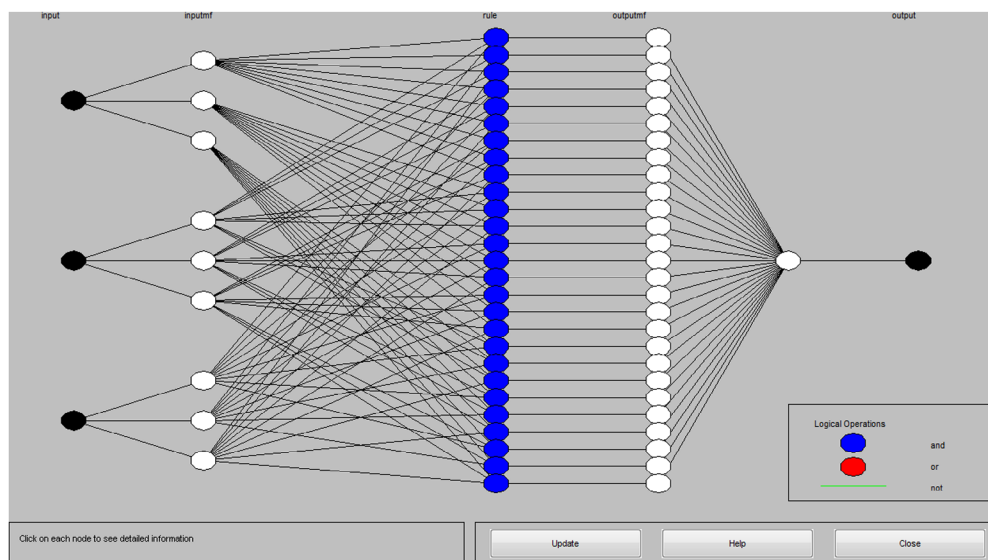 input inputmf rule outputmf output
Logical Operations
and
or
not
Click on each node to see detailed information
Update Help Close